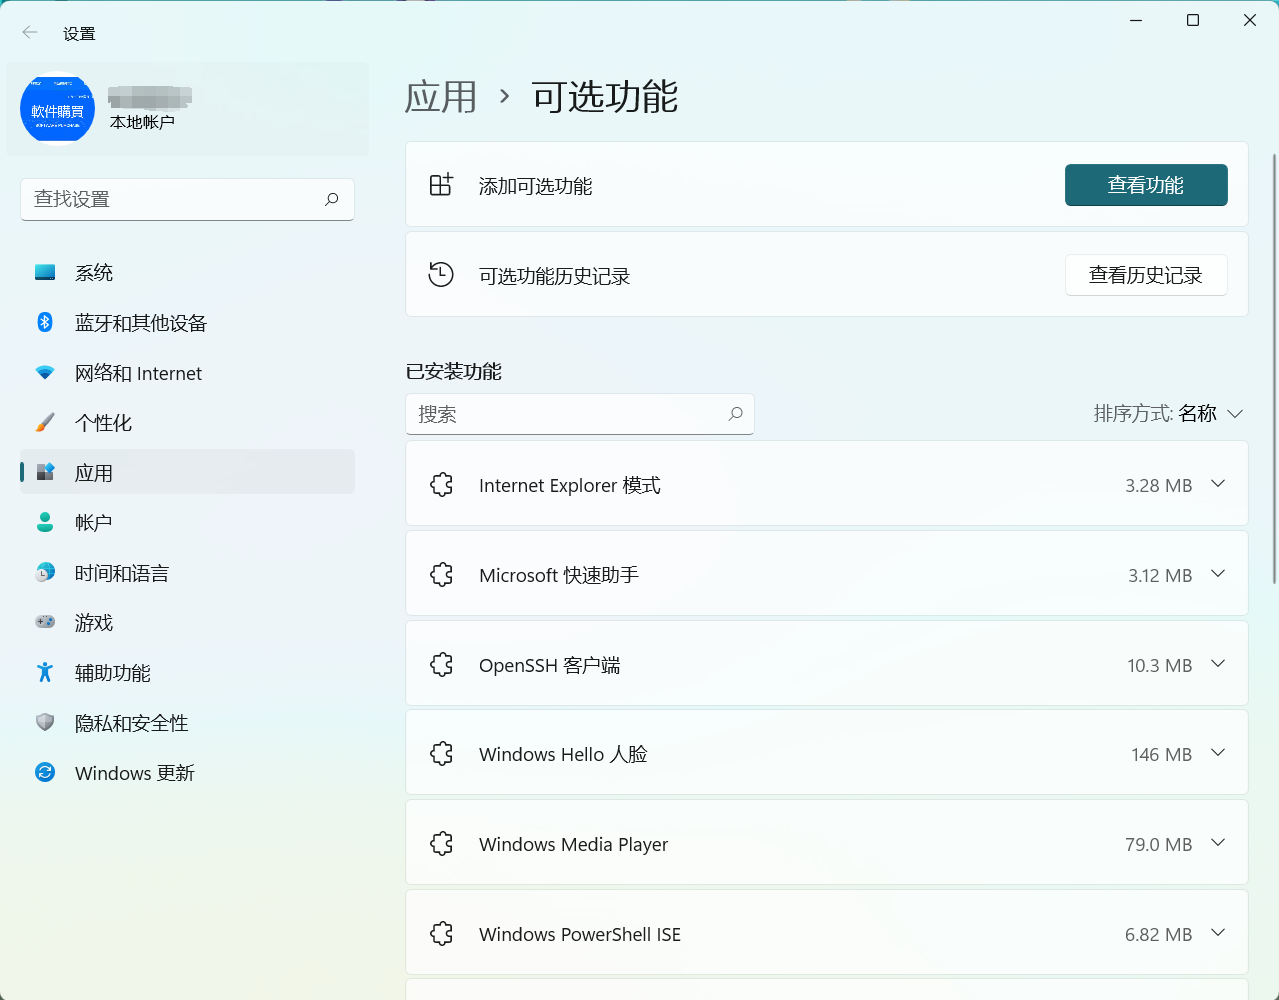 设置
軟件購買
本地帐户
查找设置
系统
蓝牙和其他设备
网络和 Internet
个性化
应用
帐户
时间和语言
游戏
辅助功能
隐私和安全性
Windows 更新
应用 › 可选功能
添加可选功能
查看功能
可选功能历史记录
查看历史记录
已安装功能
搜索
排序方式: 名称
Internet Explorer 模式 3.28 MB
Microsoft 快速助手 3.12 MB
OpenSSH 客户端 10.3 MB
Windows Hello 人脸 146 MB
Windows Media Player 79.0 MB
Windows PowerShell ISE 6.82 MB